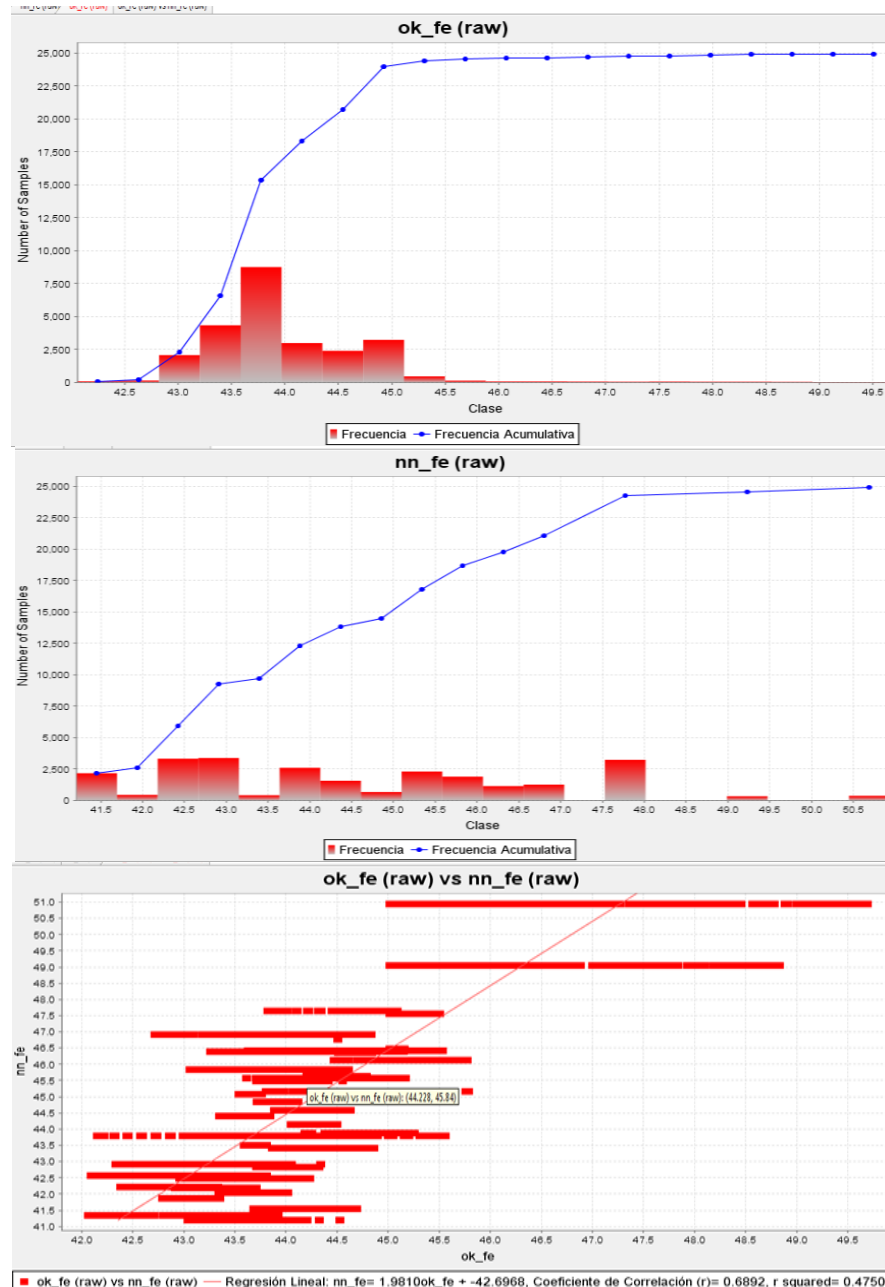 nn_fe (raw) ok_fe (raw) ok_fe (raw) vs nn_fe (raw)
ok_fe (raw)
25,000
22,500
20,000
17,500
15,000
12,500
10,000
7,500
5,000
2,500
0
Number of Samples
42.5 43.0 43.5 44.0 44.5 45.0 45.5 46.0 46.5 47.0 47.5 48.0 48.5 49.0 49.5
Clase
Frecuencia Frecuencia Acumulativa
nn_fe (raw)
25,000
22,500
20,000
17,500
15,000
12,500
10,000
7,500
5,000
2,500
0
Number of Samples
41.5 42.0 42.5 43.0 43.5 44.0 44.5 45.0 45.5 46.0 46.5 47.0 47.5 48.0 48.5 49.0 49.5 50.0 50.5
Clase
Frecuencia Frecuencia Acumulativa
ok_fe (raw) vs nn_fe (raw)
51.0
50.5
50.0
49.5
49.0
48.5
48.0
47.5
47.0
46.5
46.0
45.5
45.0
44.5
44.0
43.5
43.0
42.5
42.0
41.5
41.0
nn_fe
ok_fe (raw) vs nn_fe (raw): (44.228, 45.84)
42.0 42.5 43.0 43.5 44.0 44.5 45.0 45.5 46.0 46.5 47.0 47.5 48.0 48.5 49.0 49.5
ok_fe
ok_fe (raw) vs nn_fe (raw) Regresión Lineal: nn_fe= 1.9810ok_fe + -42.6968, Coeficiente de Correlación (r)= 0.6892, r squared= 0.4750